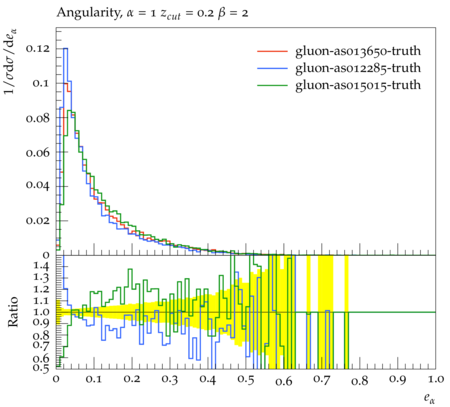 Angularity, α = 1 z_cut = 0.2 β = 2
1/σdσ/de_α
0.12
0.1
0.08
0.06
0.04
0.02
0
gluon-as013650-truth
gluon-as012285-truth
gluon-as015015-truth
Ratio
1.4
1.3
1.2
1.1
1.0
0.9
0.8
0.7
0.6
0.5
0 0.1 0.2 0.3 0.4 0.5 0.6 0.7 0.8 0.9 1.0
e_α